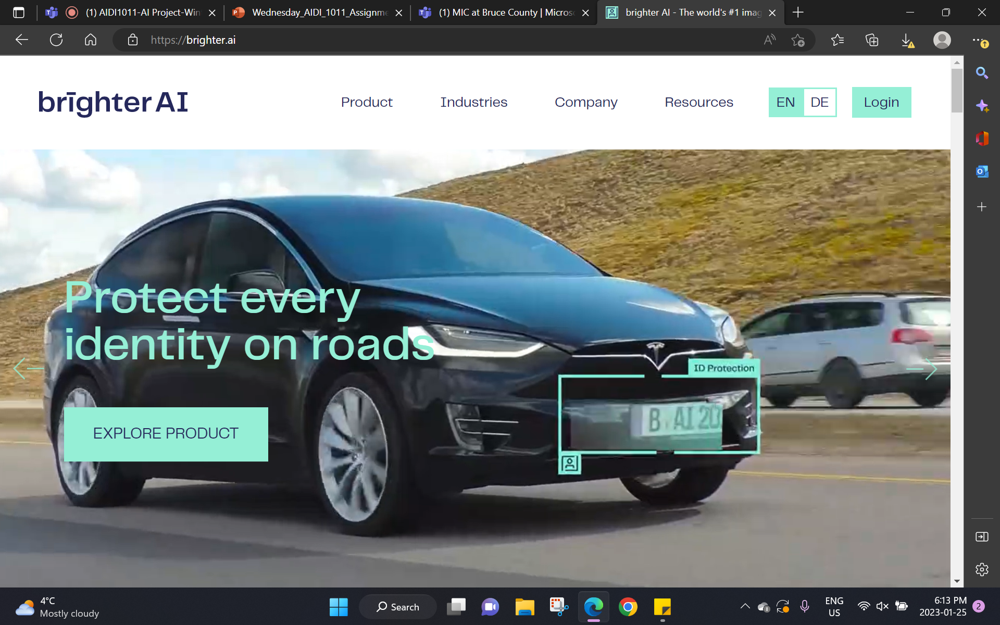 (1) AIDI1011-AI Project-Win
Wednesday_AIDI_1011_Assignme
(1) MIC at Bruce County | Micros
brighter AI - The world's #1 imag
https://brighter.ai
brīghter AI
Product
Industries
Company
Resources
EN
DE
Login
Protect every
identity on roads
ID Protection
B AI 20
EXPLORE PRODUCT
4°C
Mostly cloudy
Search
ENG
US
6:13 PM
2023-01-25
2